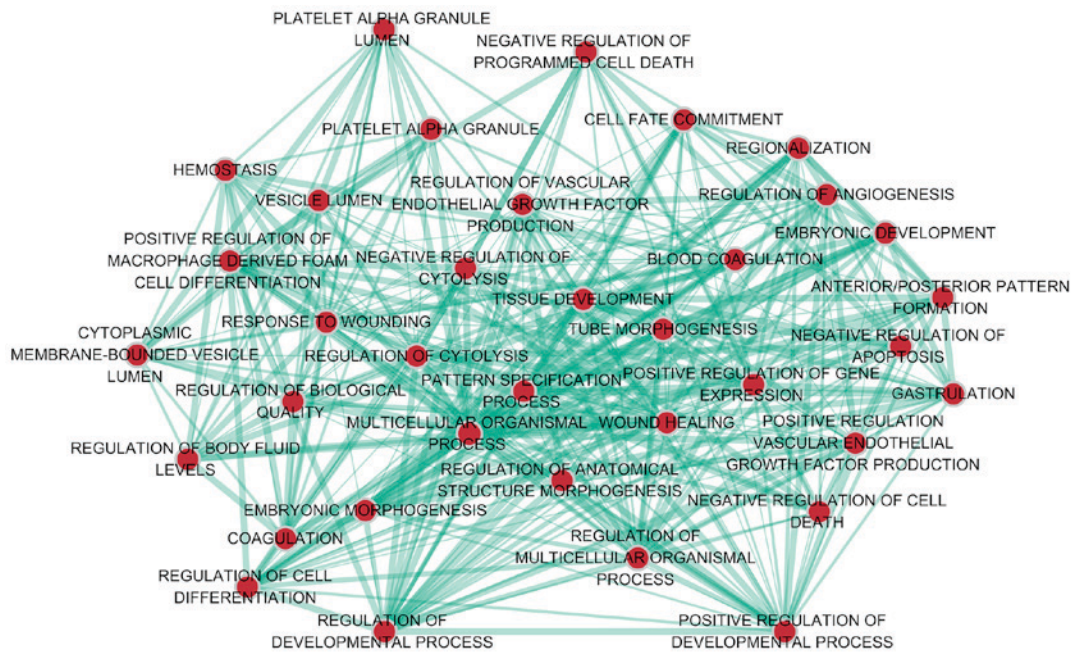 PLATELET ALPHA GRANULE
LUMEN
NEGATIVE REGULATION OF
PROGRAMMED CELL DEATH
CELL FATE COMMITMENT
PLATELET ALPHA GRANULE
REGIONALIZATION
HEMOSTASIS
REGULATION OF VASCULAR
ENDOTHELIAL GROWTH FACTOR
PRODUCTION
REGULATION OF ANGIOGENESIS
VESICLE LUMEN
EMBRYONIC DEVELOPMENT
POSITIVE REGULATION OF
MACROPHAGE DERIVED FOAM
CELL DIFFERENTIATION
NEGATIVE REGULATION OF
CYTOLYSIS
BLOOD COAGULATION
ANTERIOR/POSTERIOR PATTERN
FORMATION
TISSUE DEVELOPMENT
RESPONSE TO WOUNDING
TUBE MORPHOGENESIS
NEGATIVE REGULATION OF
APOPTOSIS
CYTOPLASMIC
MEMBRANE-BOUNDED VESICLE
LUMEN
REGULATION OF CYTOLYSIS
PATTERN SPECIFICATION
PROCESS
POSITIVE REGULATION OF GENE
EXPRESSION
GASTRULATION
REGULATION OF BIOLOGICAL
QUALITY
MULTICELLULAR ORGANISMAL
PROCESS
WOUND HEALING
POSITIVE REGULATION
VASCULAR ENDOTHELIAL
GROWTH FACTOR PRODUCTION
REGULATION OF BODY FLUID
LEVELS
REGULATION OF ANATOMICAL
STRUCTURE MORPHOGENESIS
NEGATIVE REGULATION OF CELL
DEATH
EMBRYONIC MORPHOGENESIS
COAGULATION
REGULATION OF
MULTICELLULAR ORGANISMAL
PROCESS
REGULATION OF CELL
DIFFERENTIATION
REGULATION OF
DEVELOPMENTAL PROCESS
POSITIVE REGULATION OF
DEVELOPMENTAL PROCESS